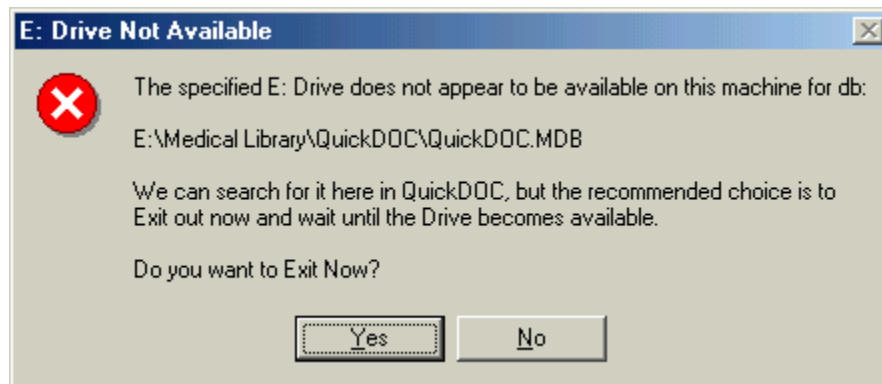 E: Drive Not Available
The specified E: Drive does not appear to be available on this machine for db:
E:\Medical Library\QuickDOC\QuickDOC.MDB
We can search for it here in QuickDOC, but the recommended choice is to
Exit out now and wait until the Drive becomes available.
Do you want to Exit Now?
Yes
No